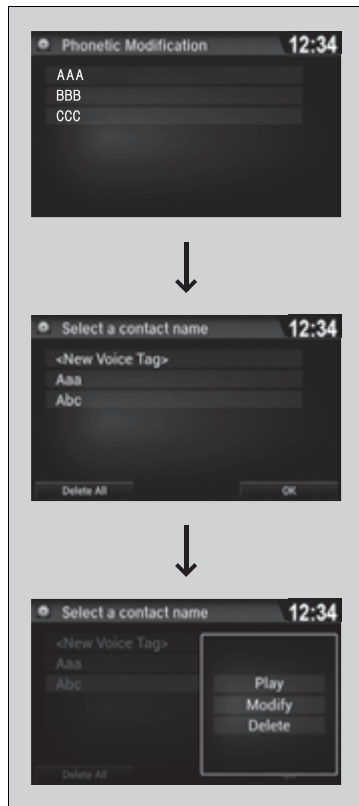 Phonetic Modification 12:34
AAA
BBB
CCC
Select a contact name 12:34
<New Voice Tag>
Aaa
Abc
Delete All OK
Select a contact name 12:34
<New Voice Tag>
Aaa
Abc
Play
Modify
Delete
Delete All